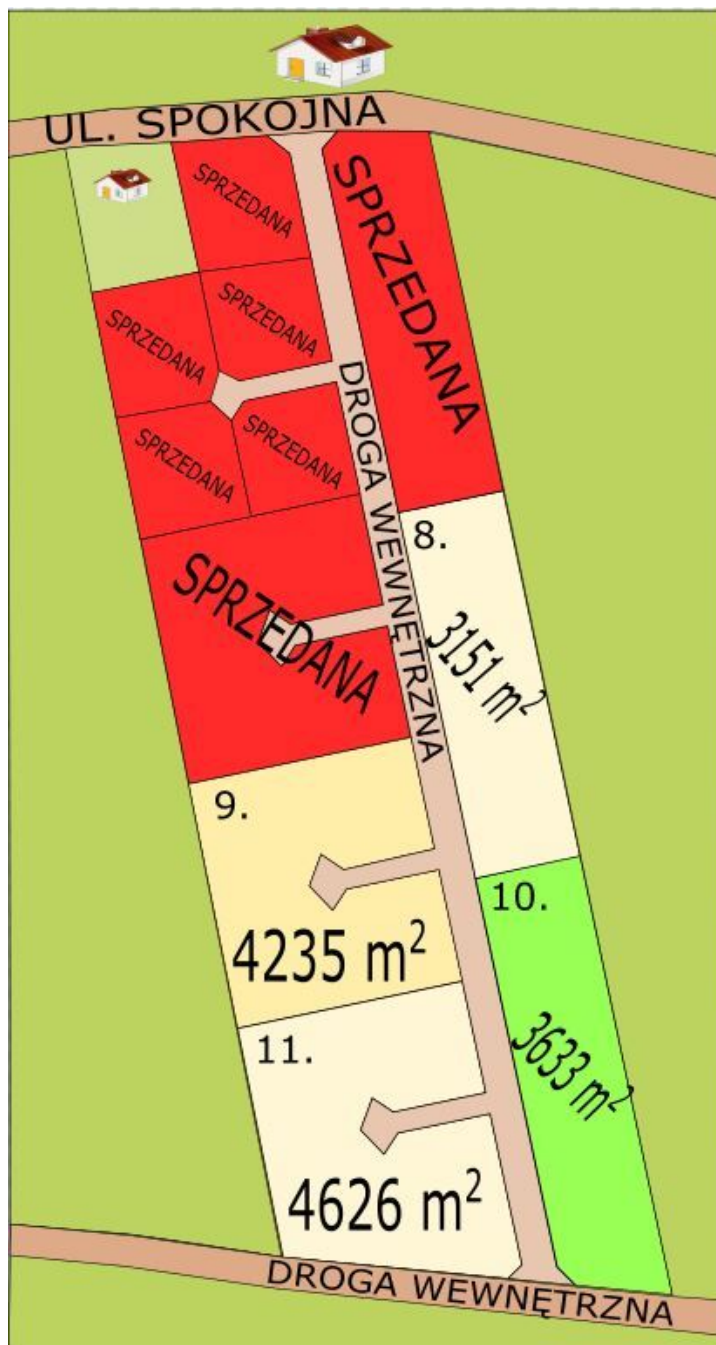 UL. SPOKOJNA
SPRZEDANA
SPRZEDANA
SPRZEDANA
SPRZEDANA
SPRZEDANA
SPRZEDANA
DROGA WEWNĘTRZNA
8.
3151 m²
SPRZEDANA
9.
4235 m²
10.
3633 m²
11.
4626 m²
DROGA WEWNĘTRZNA